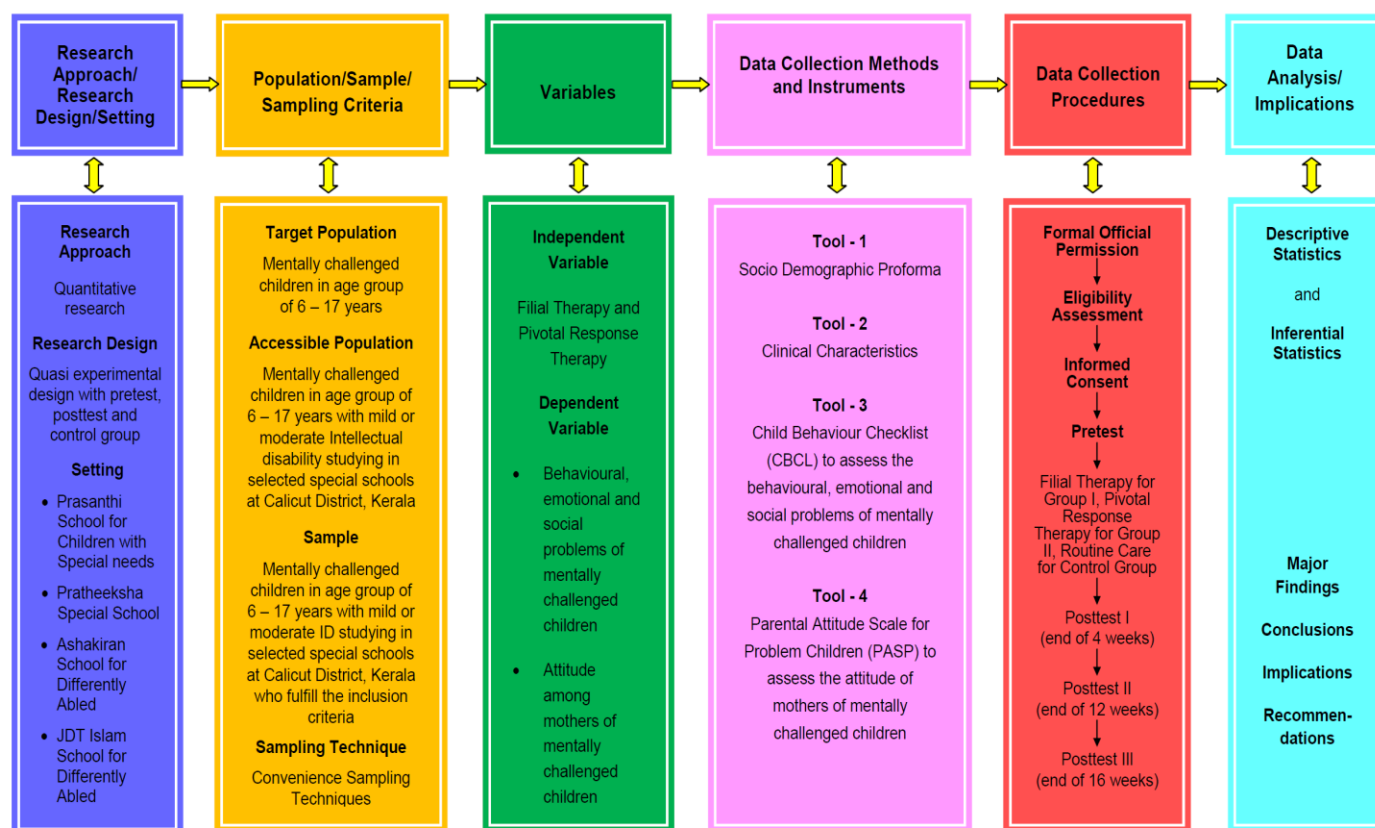 Research
Approach/
Research
Design/Setting
Population/Sample/
Sampling Criteria
Variables
Data Collection Methods
and Instruments
Data Collection
Procedures
Data
Analysis/
Implications
Research
Approach
Quantitative
research
Research Design
Quasi experimental
design with pretest,
posttest and
control group
Setting
• Prasanthi
School for
Children with
Special needs
• Pratheeksha
Special School
• Ashakiran
School for
Differently
Abled
• JDT Islam
School for
Differently
Abled
Target Population
Mentally challenged
children in age group
of 6 – 17 years
Accessible Population
Mentally challenged
children in age group of
6 – 17 years with mild or
moderate Intellectual
disability studying in
selected special schools
at Calicut District, Kerala
Sample
Mentally challenged
children in age group of
6 – 17 years with mild or
moderate ID studying in
selected special schools
at Calicut District, Kerala
who fulfill the inclusion
criteria
Sampling Technique
Convenience Sampling
Techniques
Independent
Variable
Filial Therapy and
Pivotal Response
Therapy
Dependent
Variable
• Behavioural,
emotional and
social
problems of
mentally
challenged
children
• Attitude
among
mothers of
mentally
challenged
children
Tool - 1
Socio Demographic Proforma
Tool - 2
Clinical Characteristics
Tool - 3
Child Behaviour Checklist
(CBCL) to assess the
behavioural, emotional and
social problems of mentally
challenged children
Tool - 4
Parental Attitude Scale for
Problem Children (PASP) to
assess the attitude of
mothers of mentally
challenged children
Formal Official
Permission
Eligibility
Assessment
Informed
Consent
Pretest
Filial Therapy for
Group I, Pivotal
Response
Therapy for Group
II, Routine Care
for Control Group
Posttest I
(end of 4 weeks)
Posttest II
(end of 12 weeks)
Posttest III
(end of 16 weeks)
Descriptive
Statistics
and
Inferential
Statistics
Major
Findings
Conclusions
Implications
Recommen-
dations